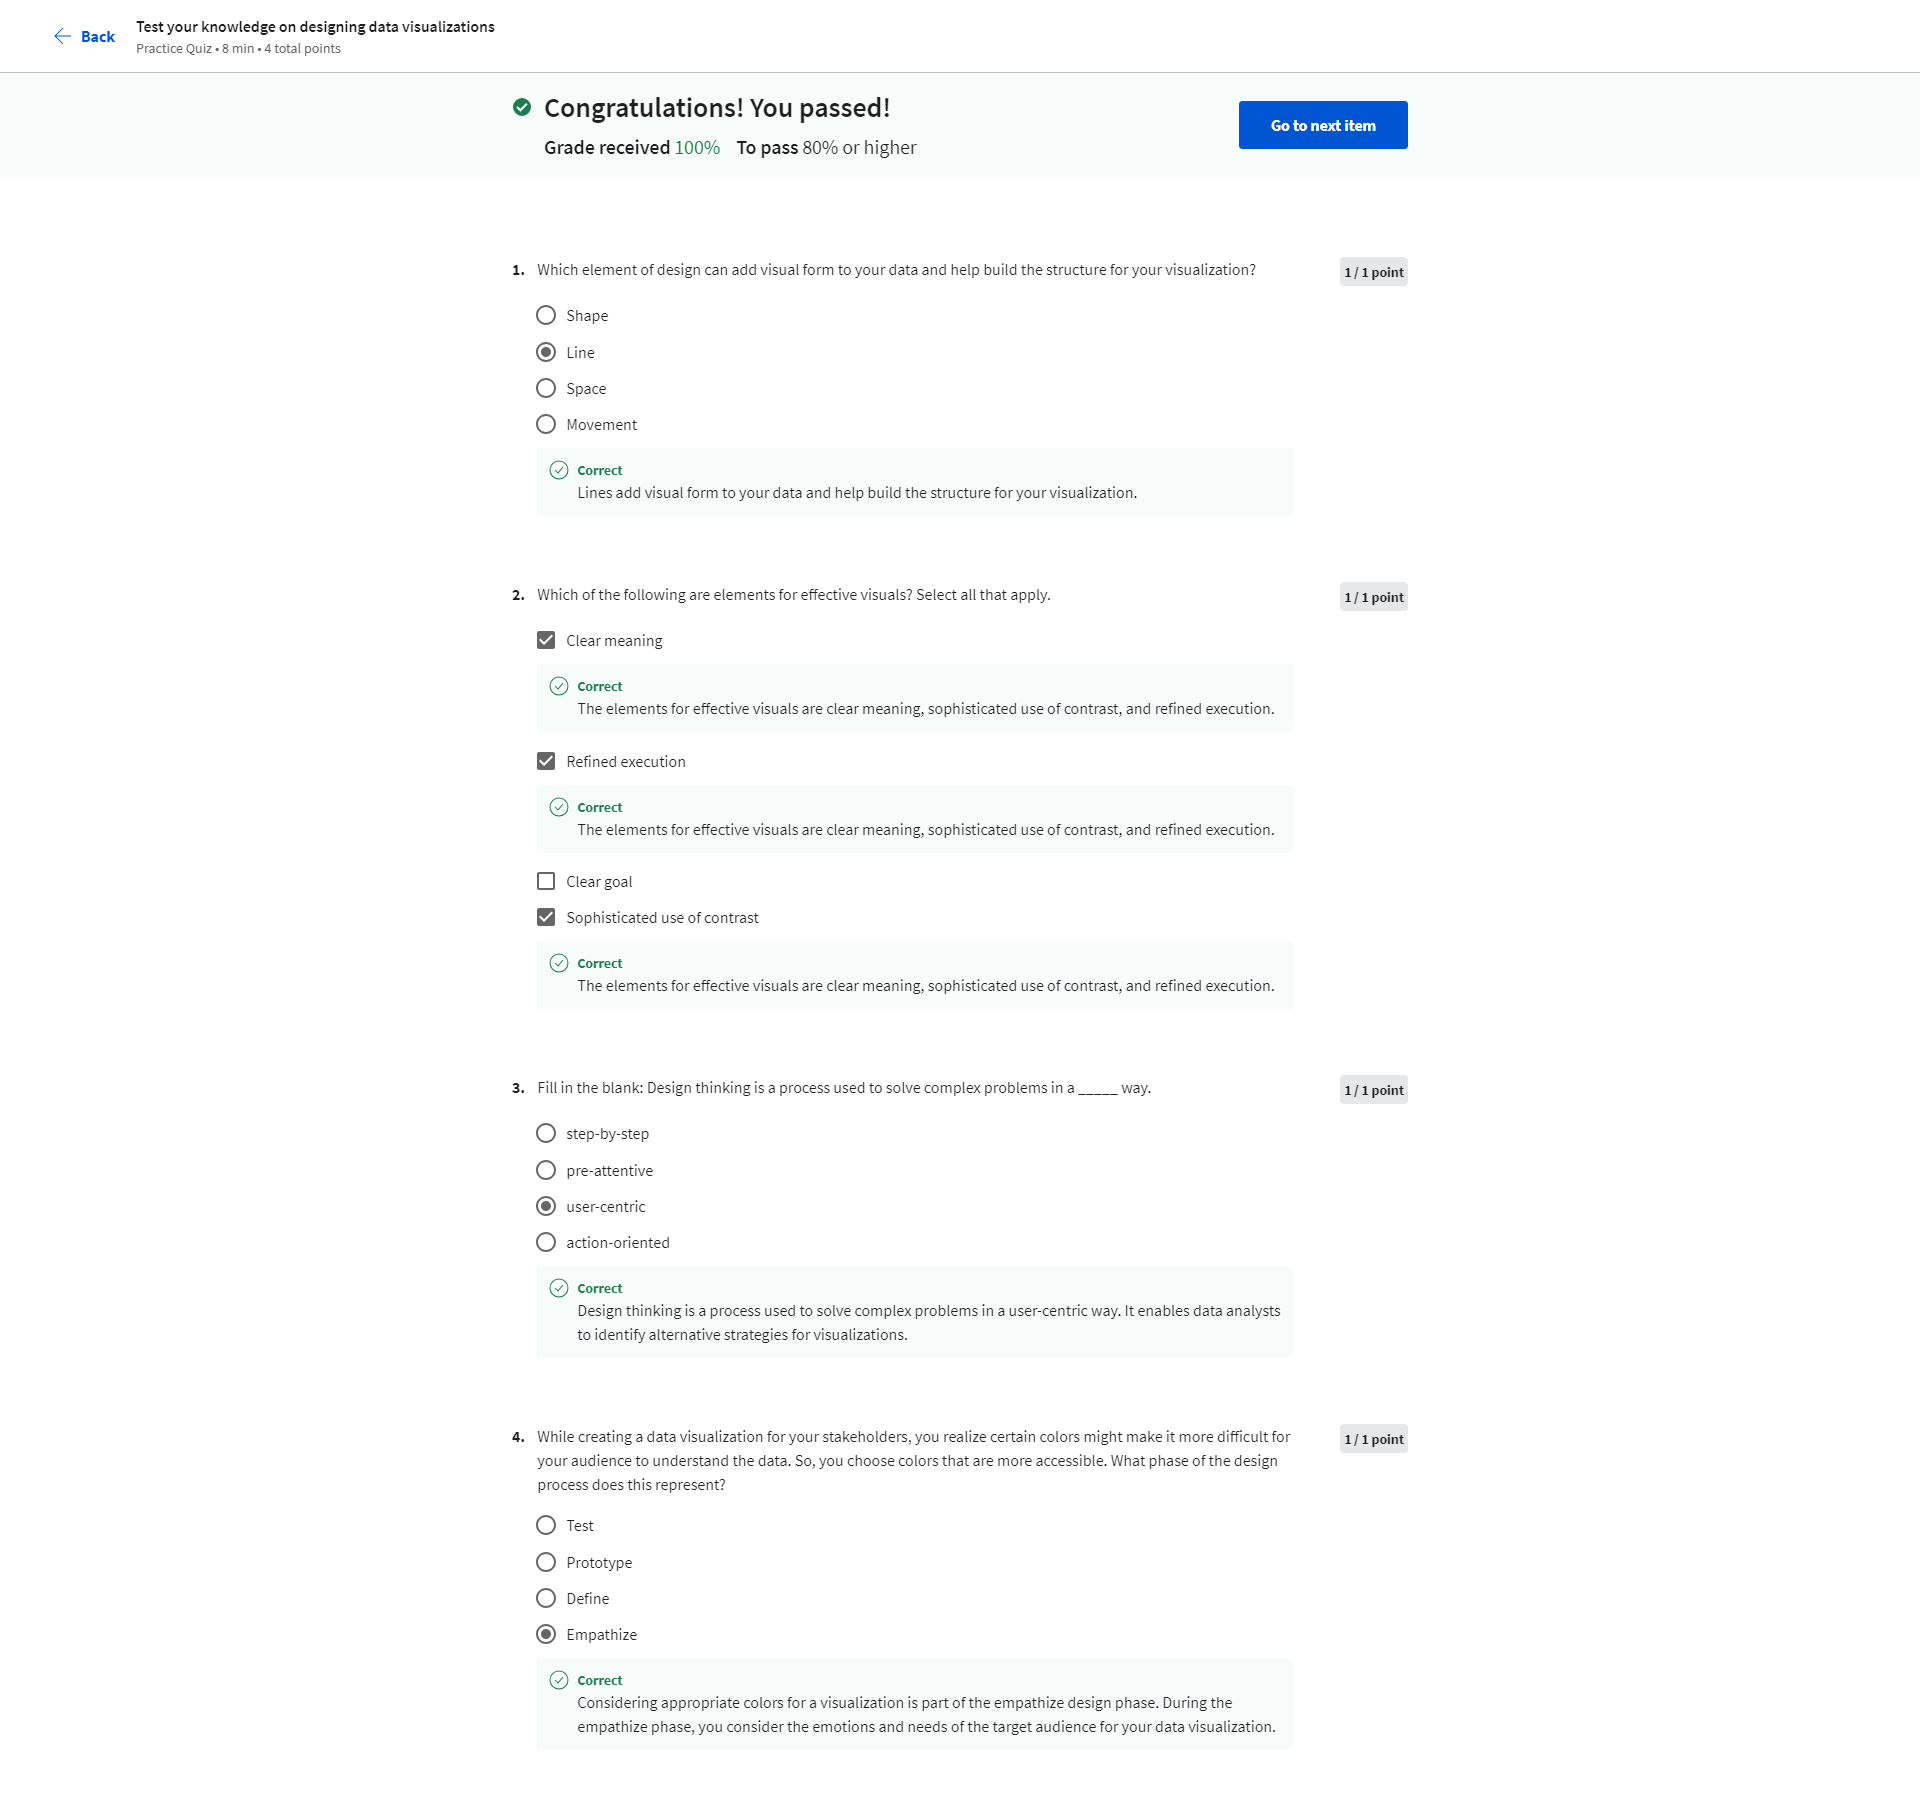 Back
Test your knowledge on designing data visualizations
Practice Quiz • 8 min • 4 total points
Congratulations! You passed!
Grade received 100% To pass 80% or higher
Go to next item
1. Which element of design can add visual form to your data and help build the structure for your visualization?
1 / 1 point
Shape
Line
Space
Movement
Correct
Lines add visual form to your data and help build the structure for your visualization.
2. Which of the following are elements for effective visuals? Select all that apply.
1 / 1 point
Clear meaning
Correct
The elements for effective visuals are clear meaning, sophisticated use of contrast, and refined execution.
Refined execution
Correct
The elements for effective visuals are clear meaning, sophisticated use of contrast, and refined execution.
Clear goal
Sophisticated use of contrast
Correct
The elements for effective visuals are clear meaning, sophisticated use of contrast, and refined execution.
3. Fill in the blank: Design thinking is a process used to solve complex problems in a _____ way.
1 / 1 point
step-by-step
pre-attentive
user-centric
action-oriented
Correct
Design thinking is a process used to solve complex problems in a user-centric way. It enables data analysts
to identify alternative strategies for visualizations.
4. While creating a data visualization for your stakeholders, you realize certain colors might make it more difficult for
your audience to understand the data. So, you choose colors that are more accessible. What phase of the design
process does this represent?
1 / 1 point
Test
Prototype
Define
Empathize
Correct
Considering appropriate colors for a visualization is part of the empathize design phase. During the
empathize phase, you consider the emotions and needs of the target audience for your data visualization.